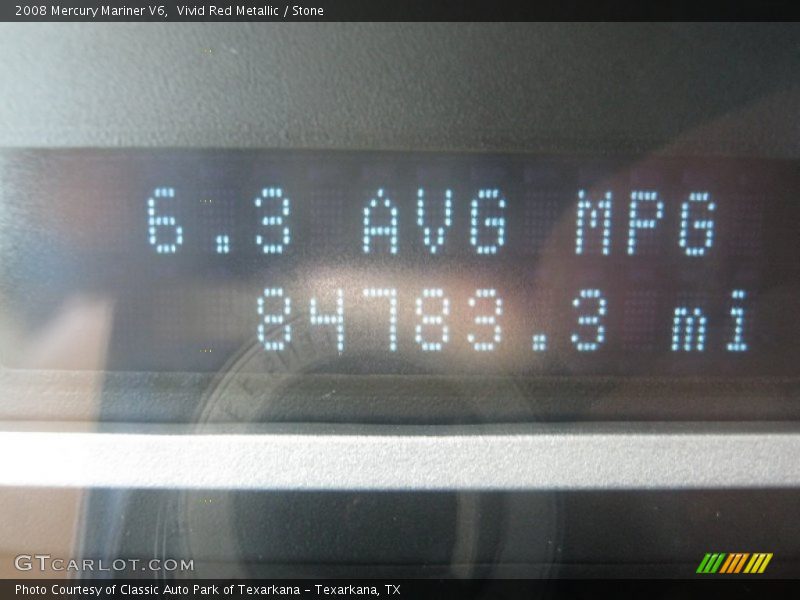 2008 Mercury Mariner V6,  Vivid Red Metallic / Stone
6.3 AVG MPG
84783.3 mi
GTCARLOT.COM
Photo Courtesy of Classic Auto Park of Texarkana - Texarkana, TX